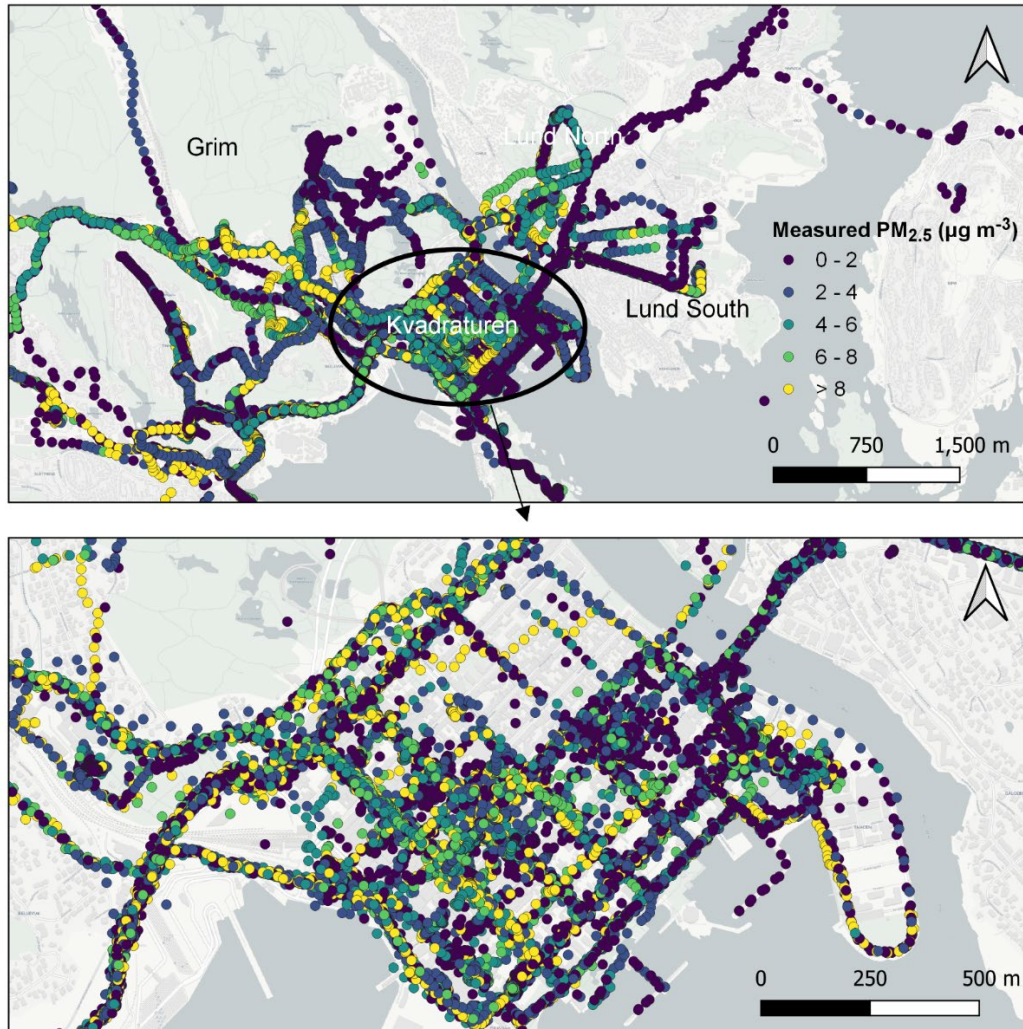 Lund North
Grim
Measured PM2.5 (µg m-3)
0 - 2
2 - 4
4 - 6
6 - 8
> 8
Lund South
Kvadraturen
0 750 1,500 m
0 250 500 m